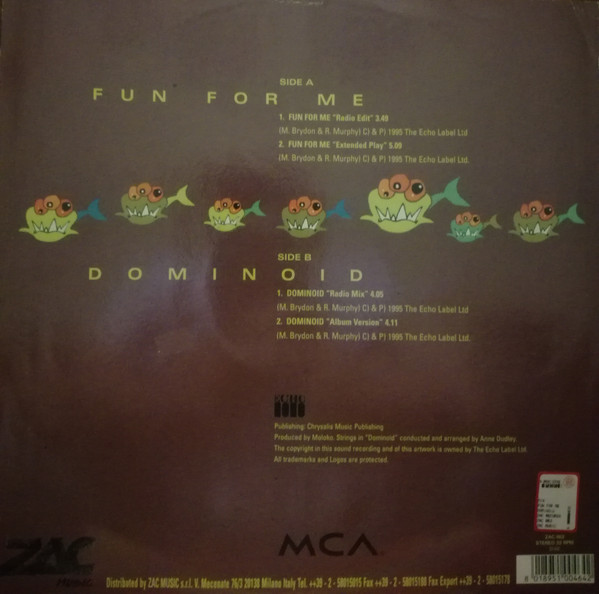 SIDE A
FUN FOR ME
1. FUN FOR ME "Radio Edit" 3.49
(M. Brydon & R. Murphy) C) & P) 1995 The Echo Label Ltd
2. FUN FOR ME "Extended Play" 5.09
(M. Brydon & R. Murphy) C) & P) 1995 The Echo Label Ltd.
SIDE B
DOMINOID
1. DOMINOID "Radio Mix" 4.05
(M. Brydon & R. Murphy) C) & P) 1995 The Echo Label Ltd
2. DOMINOID "Album Version" 4.11
(M. Brydon & R. Murphy) C) & P) 1995 The Echo Label Ltd.
Publishing: Chrysalis Music Publishing
Produced by Moloko. Strings in "Dominoid" conducted and arranged by Anne Dudley.
The copyright in this sound recording and of this artwork is owned by The Echo Label Ltd.
All trademarks and Logos are protected.
ZAC
MUSIC
MCA
STEREO 33 RPM
Distributed by ZAC MUSIC s.r.l. V. Mecenate 76/3 20138 Milano Italy Tel. ++39 - 2 - 58015015 Fax ++39 - 2 - 58015108 Fax Export ++39 - 2 - 58015178